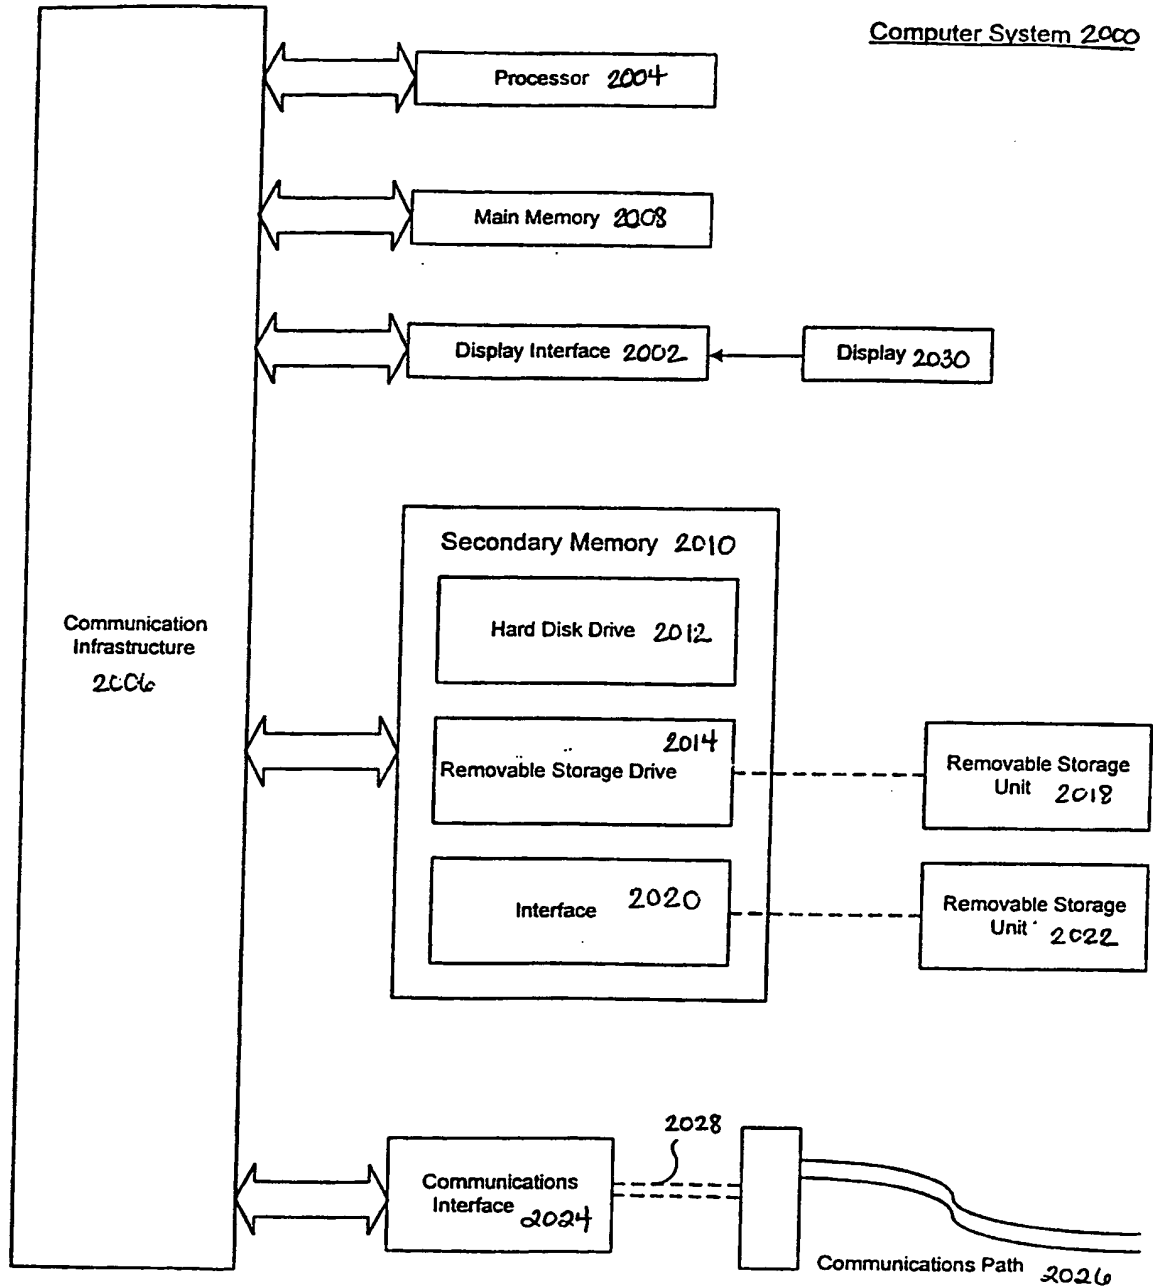 Computer System 2000
Processor 2004
Main Memory 2008
Display Interface 2002
Display 2030
Secondary Memory 2010
Hard Disk Drive 2012
Communication
Infrastructure
2006
2014
Removable Storage Drive
Removable Storage
Unit 2018
Interface 2020
Removable Storage
Unit 2022
2028
Communications
Interface 2024
Communications Path 2026